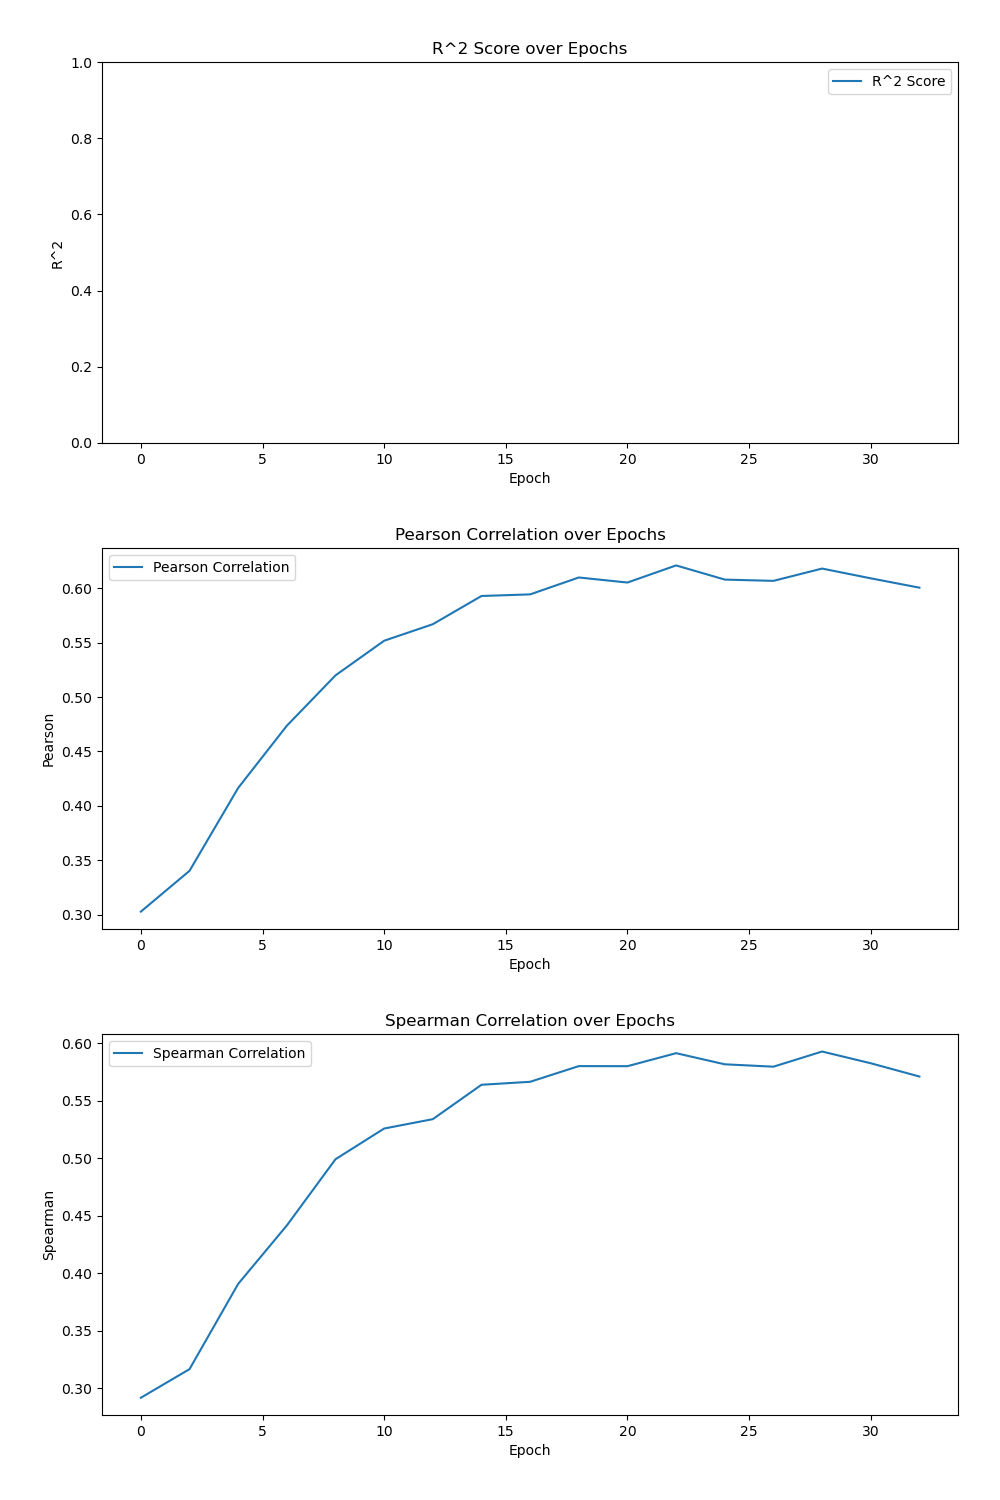 R^2 Score over Epochs
1.0
R^2 Score
0.8
0.6
R^2
0.4
0.2
0.0
0 5 10 15 20 25 30
Epoch
Pearson Correlation over Epochs
Pearson Correlation
0.60
0.55
0.50
0.45
Pearson
0.40
0.35
0.30
0 5 10 15 20 25 30
Epoch
Spearman Correlation over Epochs
0.60
Spearman Correlation
0.55
0.50
0.45
Spearman
0.40
0.35
0.30
0 5 10 15 20 25 30
Epoch